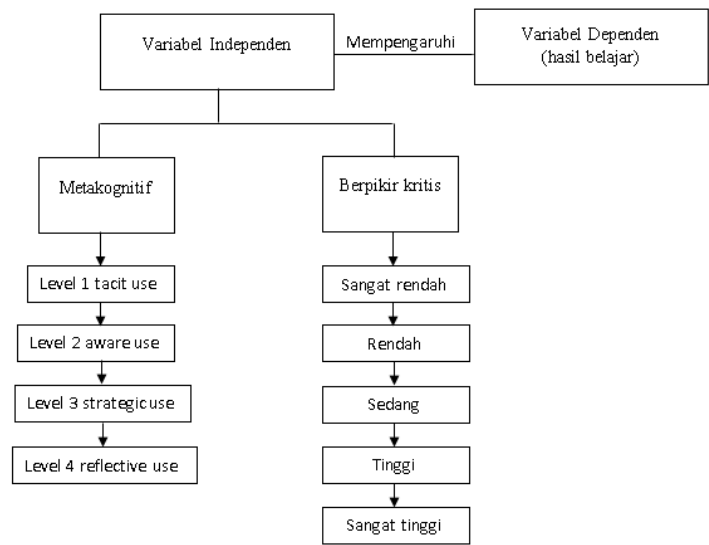 Variabel Independen
Mempengaruhi
Variabel Dependen
(hasil belajar)
Metakognitif
Berpikir kritis
Level 1 tacit use
Level 2 aware use
Level 3 strategic use
Level 4 reflective use
Sangat rendah
Rendah
Sedang
Tinggi
Sangat tinggi